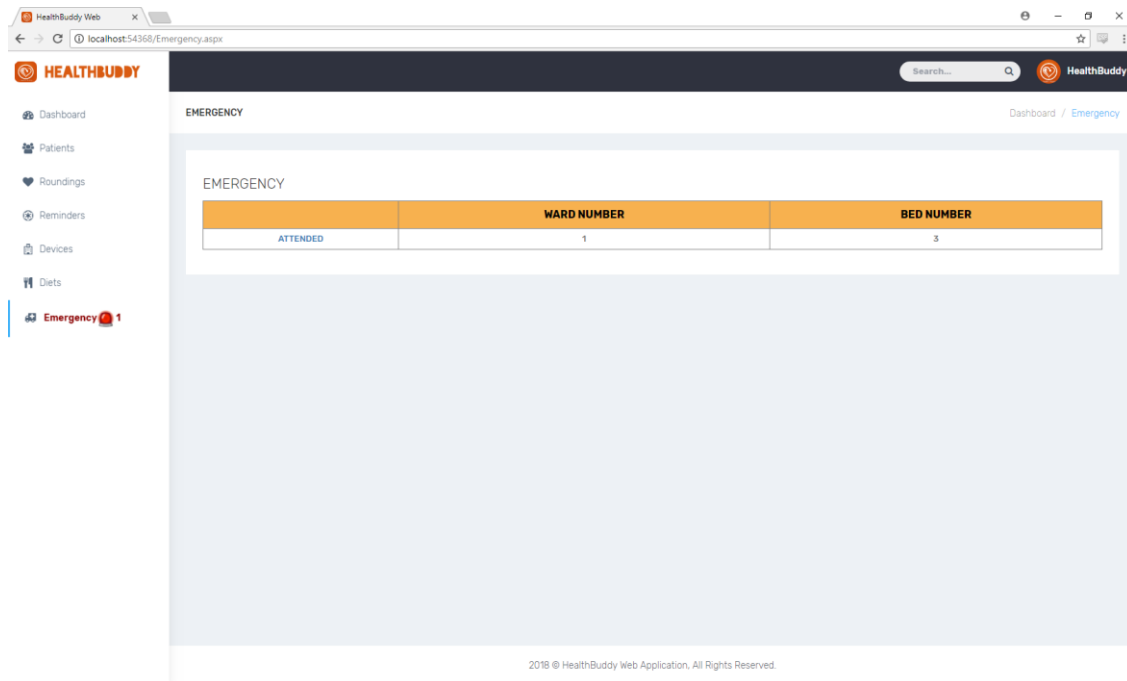 HealthBuddy Web
localhost:54368/Emergency.aspx
HEALTHBUDDY
Search...
HealthBuddy
Dashboard
Patients
Roundings
Reminders
Devices
Diets
Emergency 1
EMERGENCY
Dashboard / Emergency
EMERGENCY
WARD NUMBER BED NUMBER
ATTENDED 1 3
2018 © HealthBuddy Web Application, All Rights Reserved.